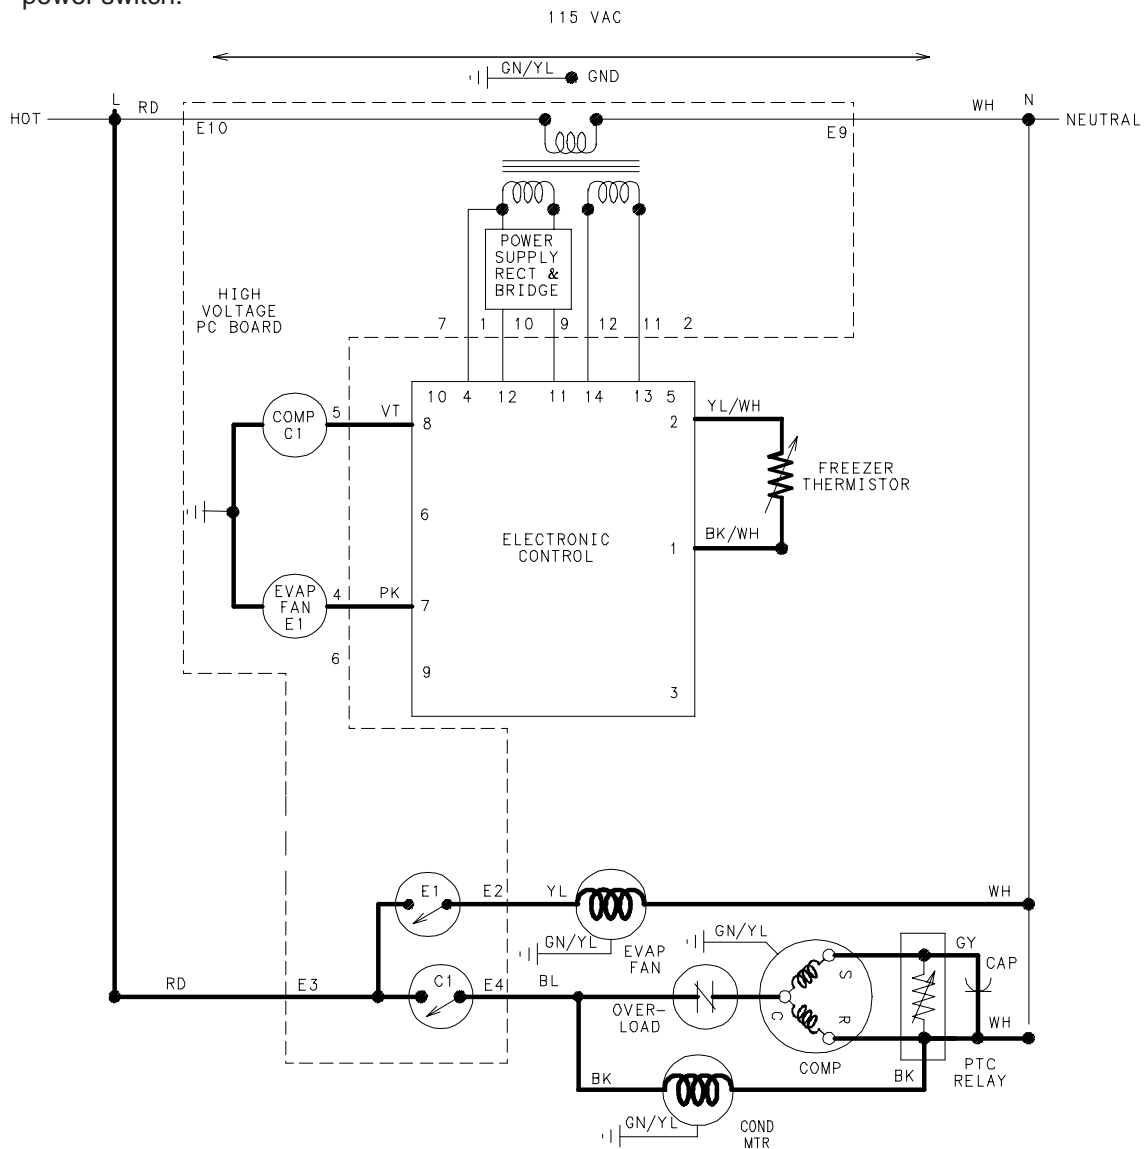 power switch.
115 VAC
GN/YL GND
L
RD
WH
N
HOT
NEUTRAL
E10
E9
POWER
SUPPLY
RECT &
BRIDGE
HIGH
VOLTAGE
PC BOARD
7 1 10 9 12 11 2
10 4 12 11 14 13 5
COMP
C1
5 VT 8
2 YL/WH
FREEZER
THERMISTOR
6
ELECTRONIC
CONTROL
1 BK/WH
EVAP
FAN
E1
4 PK 7
6
9
3
E1 E2 YL
WH
GN/YL
EVAP
FAN
GN/YL
GY
CAP
S
RD E3 C1 E4 BL
OVER-
LOAD
C
R
WH
COMP
PTC
RELAY
BK
BK
GN/YL
COND
MTR